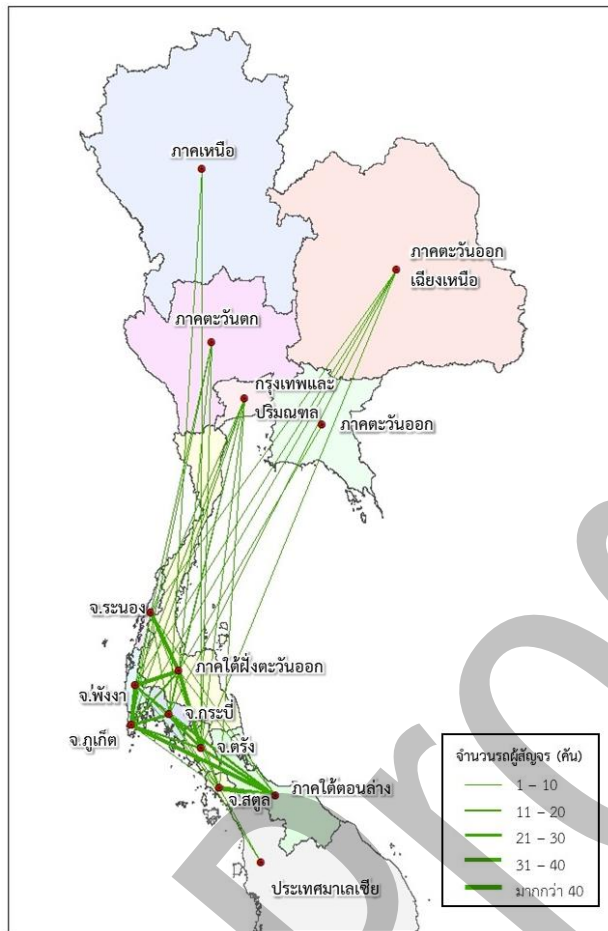 ภาคเหนือ
ภาคตะวันออก
เฉียงเหนือ
ภาคตะวันตก
กรุงเทพและ
ปริมณฑล
ภาคตะวันออก
จ.ระนอง
ภาคใต้ฝั่งตะวันออก
จ.พังงา
จ.กระบี่
จ.ภูเก็ต
จ.ตรัง
จ.สตูล
ภาคใต้ตอนล่าง
ประเทศมาเลเซีย
จำนวนรถผู้สัญจร (คัน)
1 – 10
11 – 20
21 – 30
31 – 40
มากกว่า 40